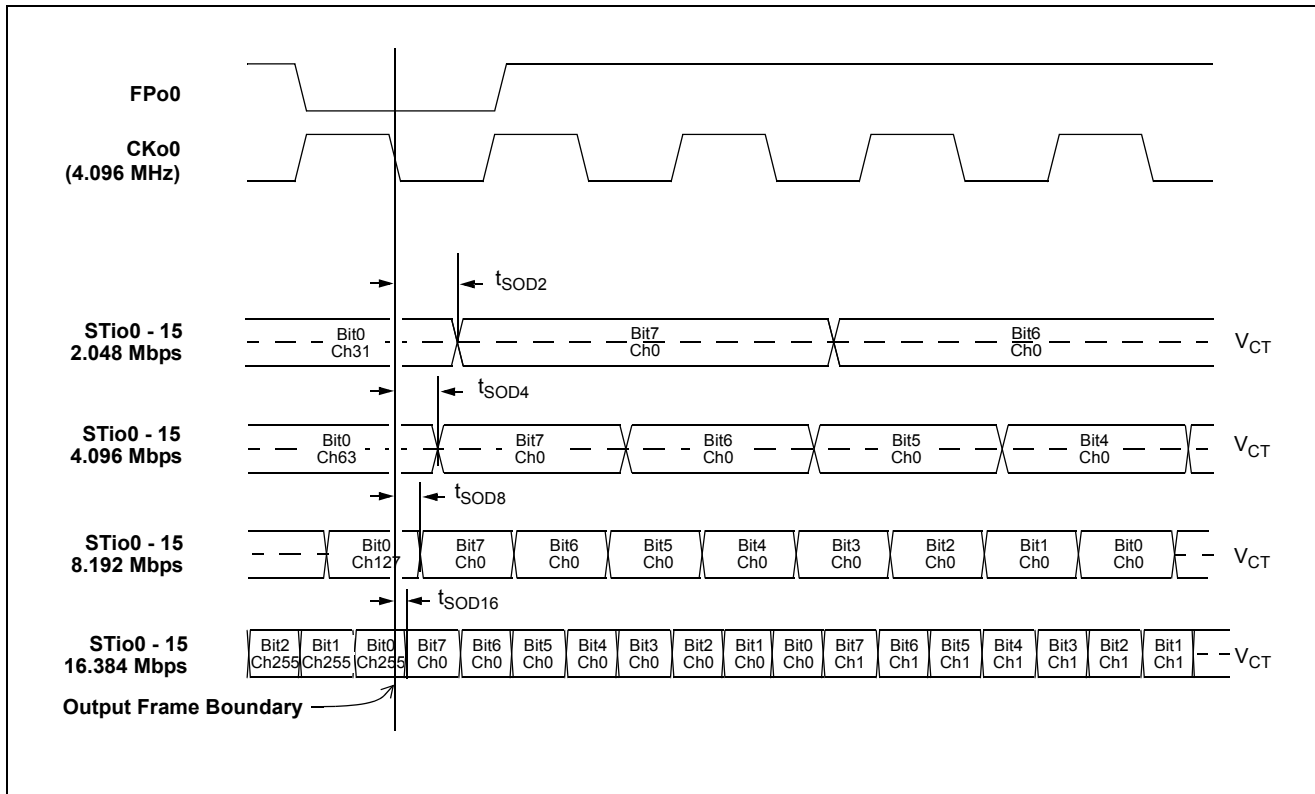 FPo0
CKo0
(4.096 MHz)
tSOD2
STio0 - 15
2.048 Mbps
Bit0
Ch31
Bit7
Ch0
Bit6
Ch0
VCT
tSOD4
STio0 - 15
4.096 Mbps
Bit0
Ch63
Bit7
Ch0
Bit6
Ch0
Bit5
Ch0
Bit4
Ch0
VCT
tSOD8
STio0 - 15
8.192 Mbps
Bit0
Ch127
Bit7
Ch0
Bit6
Ch0
Bit5
Ch0
Bit4
Ch0
Bit3
Ch0
Bit2
Ch0
Bit1
Ch0
Bit0
Ch0
VCT
tSOD16
STio0 - 15
16.384 Mbps
Bit2
Ch255
Bit1
Ch255
Bit0
Ch255
Bit7
Ch0
Bit6
Ch0
Bit5
Ch0
Bit4
Ch0
Bit3
Ch0
Bit2
Ch0
Bit1
Ch0
Bit0
Ch0
Bit7
Ch1
Bit6
Ch1
Bit5
Ch1
Bit4
Ch1
Bit3
Ch1
Bit2
Ch1
Bit1
Ch1
VCT
Output Frame Boundary